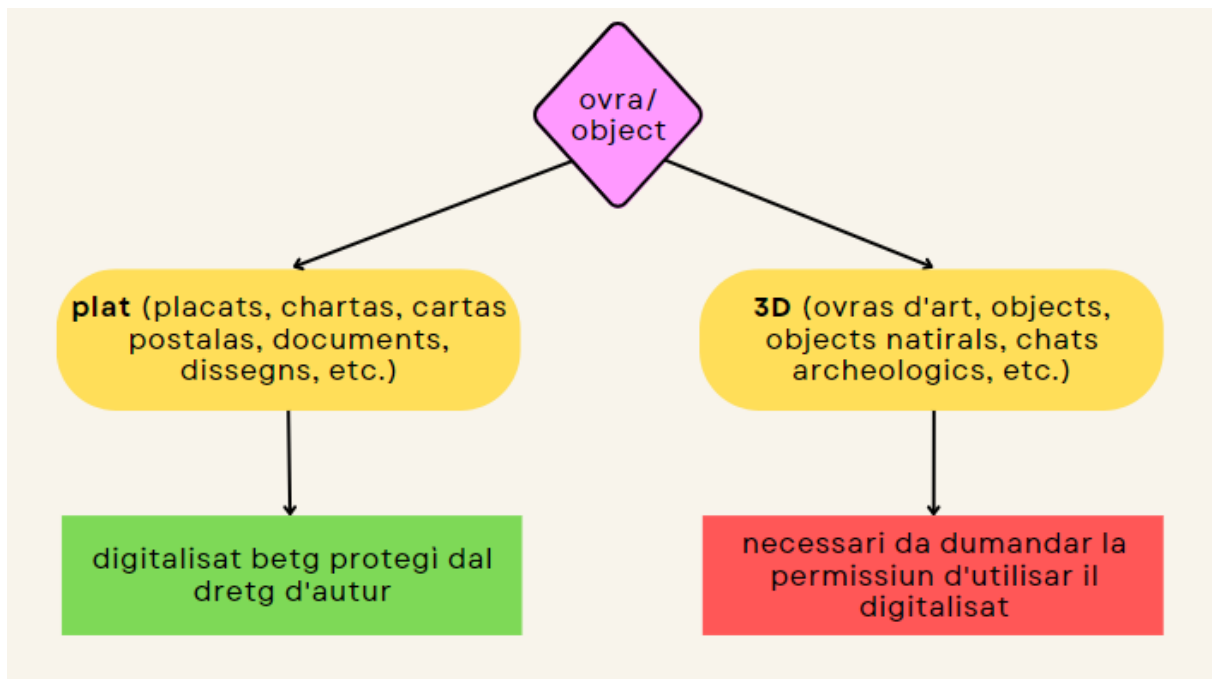 ovra/
object
plat (placats, chartas, cartas
postalas, documents,
dissegns, etc.)
3D (ovras d'art, objects,
objects natirals, chats
archeologics, etc.)
digitalisat betg protegì dal
dretg d'autur
necessari da dumandar la
permissiun d'utilisar il
digitalisat